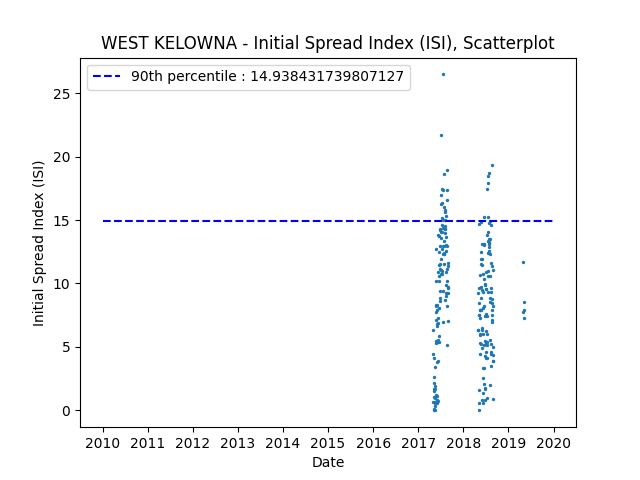 WEST KELOWNA - Initial Spread Index (ISI), Scatterplot
90th percentile : 14.938431739807127
25
20
15
10
5
0
Initial Spread Index (ISI)
2010 2011 2012 2013 2014 2015 2016 2017 2018 2019 2020
Date